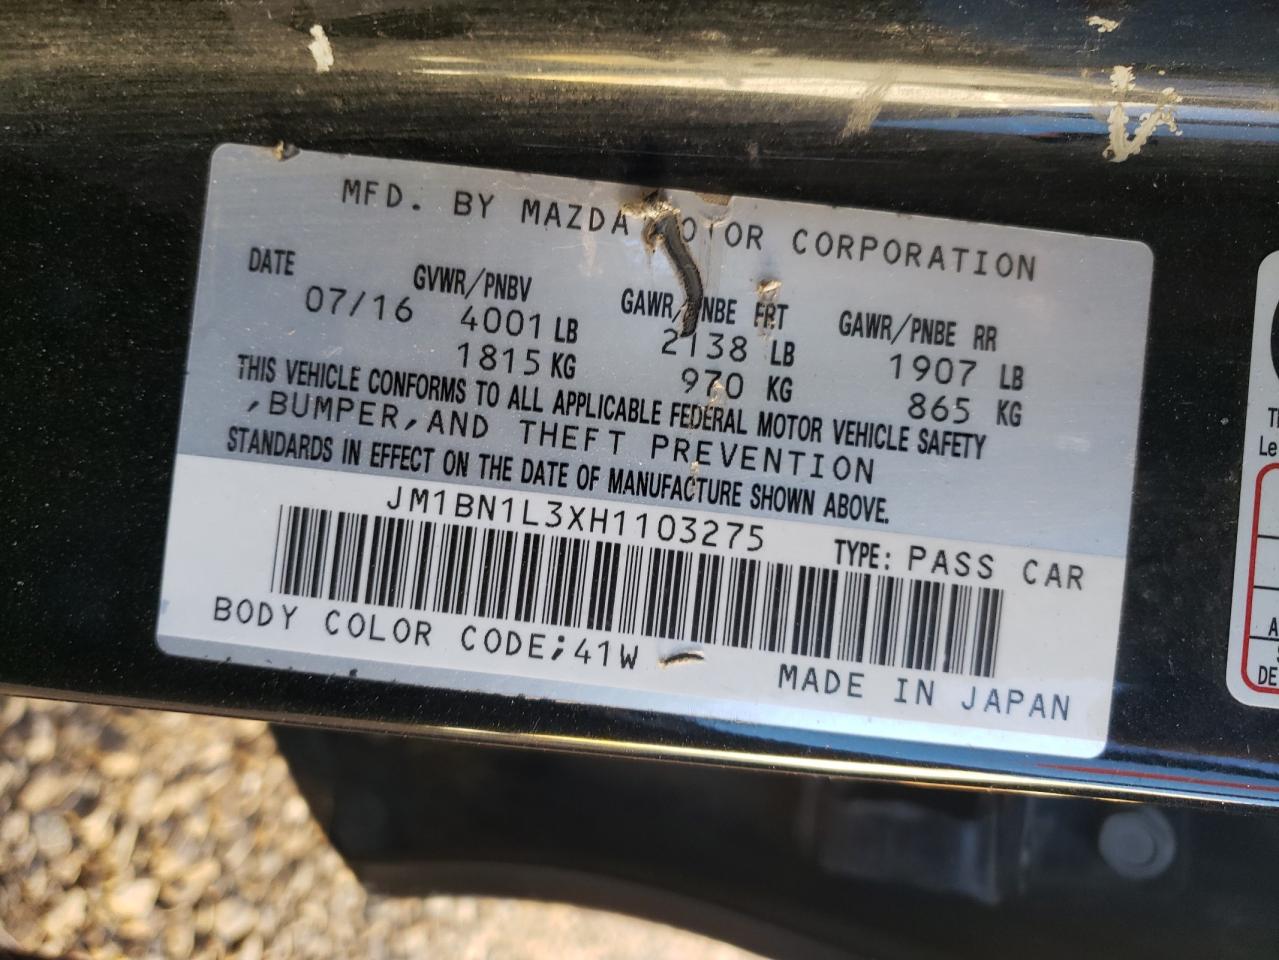 MFD. BY MAZDA MOTOR CORPORATION
DATE GVWR/PNBV GAWR/PNBE FRT GAWR/PNBE RR
07/16 4001 LB 2138 LB 1907 LB
1815 KG 970 KG 865 KG
THIS VEHICLE CONFORMS TO ALL APPLICABLE FEDERAL MOTOR VEHICLE SAFETY
,BUMPER,AND THEFT PREVENTION
STANDARDS IN EFFECT ON THE DATE OF MANUFACTURE SHOWN ABOVE.
JM1BN1L3XH1103275 TYPE: PASS CAR
BODY COLOR CODE;41W
MADE IN JAPAN
Le